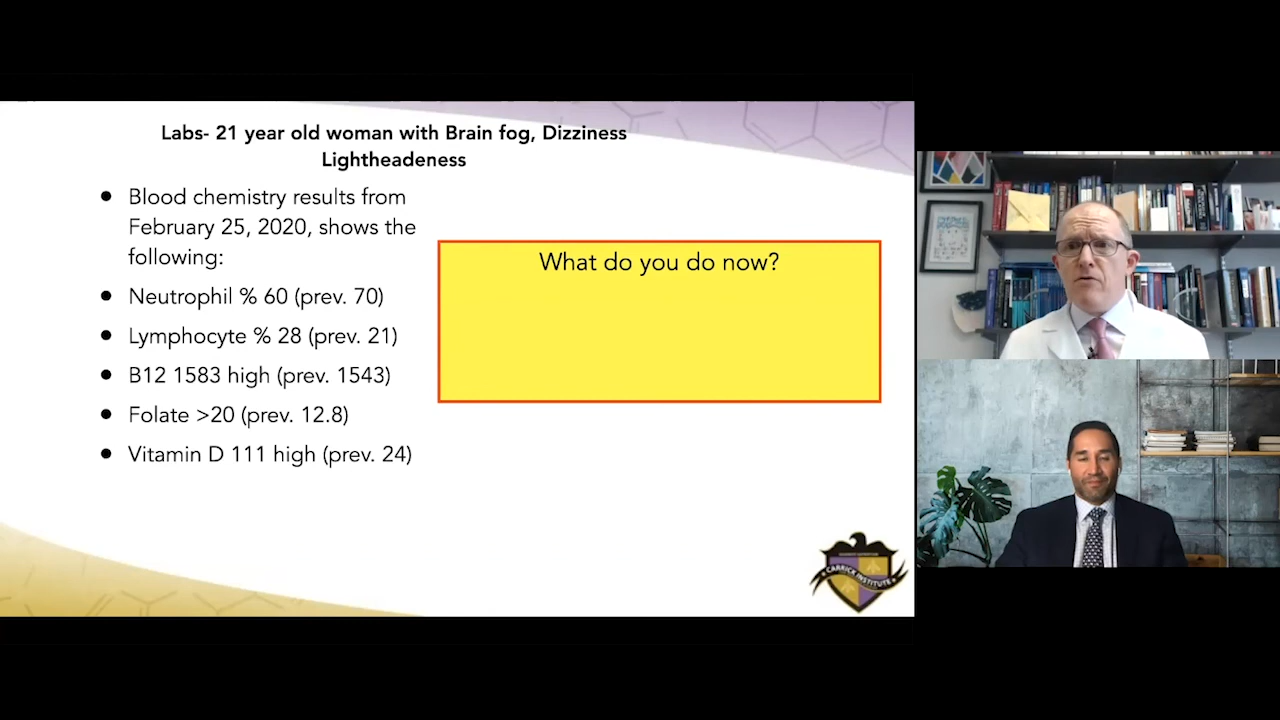 Labs- 21 year old woman with Brain fog, Dizziness
Lightheadeness
● Blood chemistry results from
February 25, 2020, shows the
following:
● Neutrophil % 60 (prev. 70)
● Lymphocyte % 28 (prev. 21)
● B12 1583 high (prev. 1543)
● Folate >20 (prev. 12.8)
● Vitamin D 111 high (prev. 24)
What do you do now?
CARRICK INSTITUTE